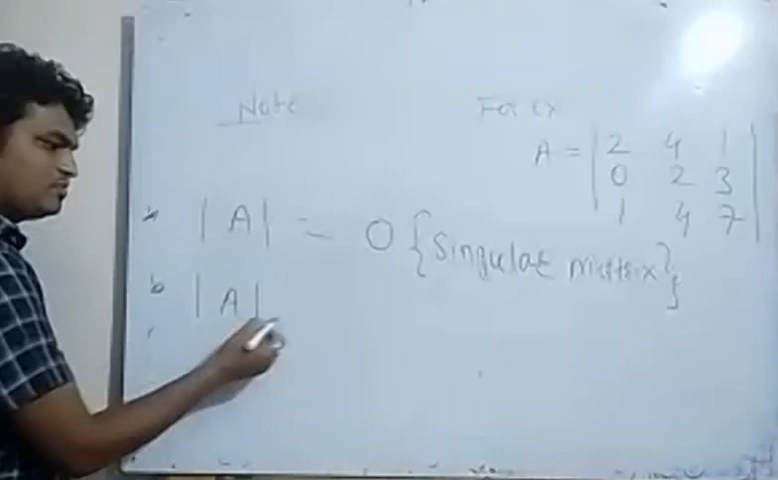 Note
For ex
A = | 2 4 1 |
0 2 3
1 4 7
a |A| = 0 {Singular matrix}
b |A|